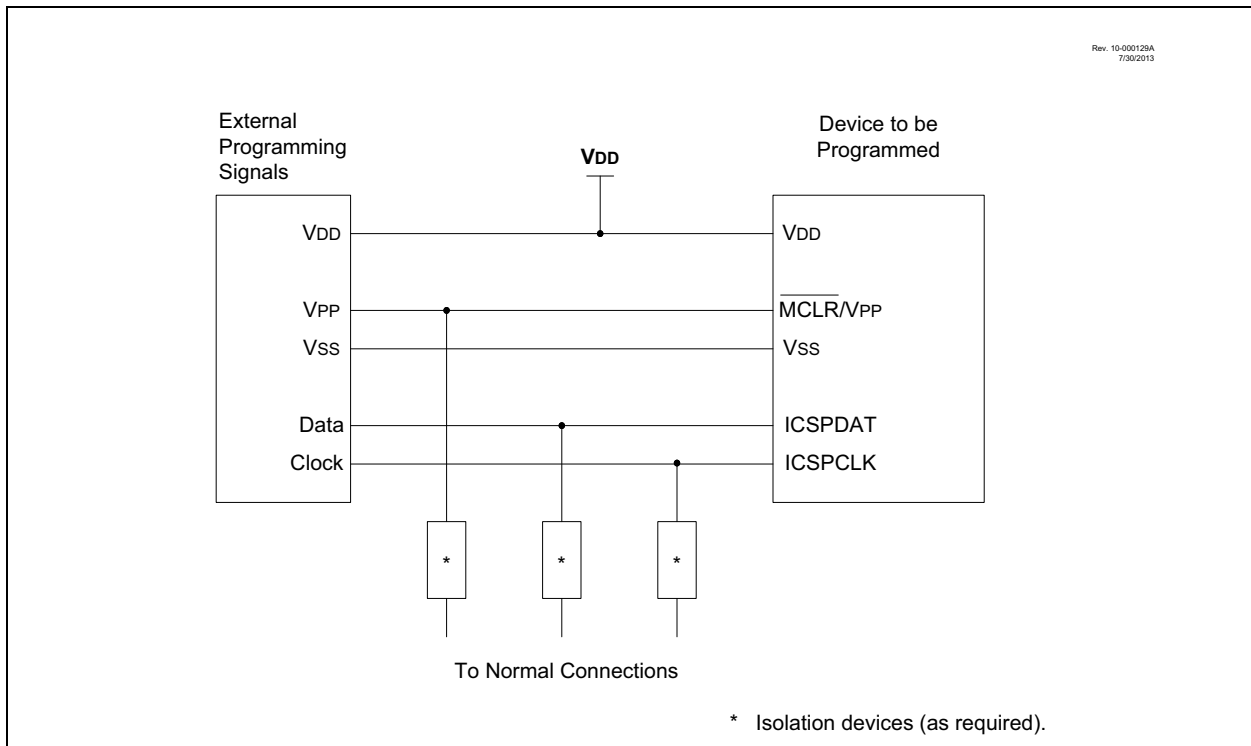 Rev. 10-000129A
7/30/2013
External
Programming
Signals
VDD
Device to be
Programmed
VDD
VDD
VPP
MCLR/VPP
VSS
VSS
Data
ICSPDAT
Clock
ICSPCLK
* * *
To Normal Connections
* Isolation devices (as required).